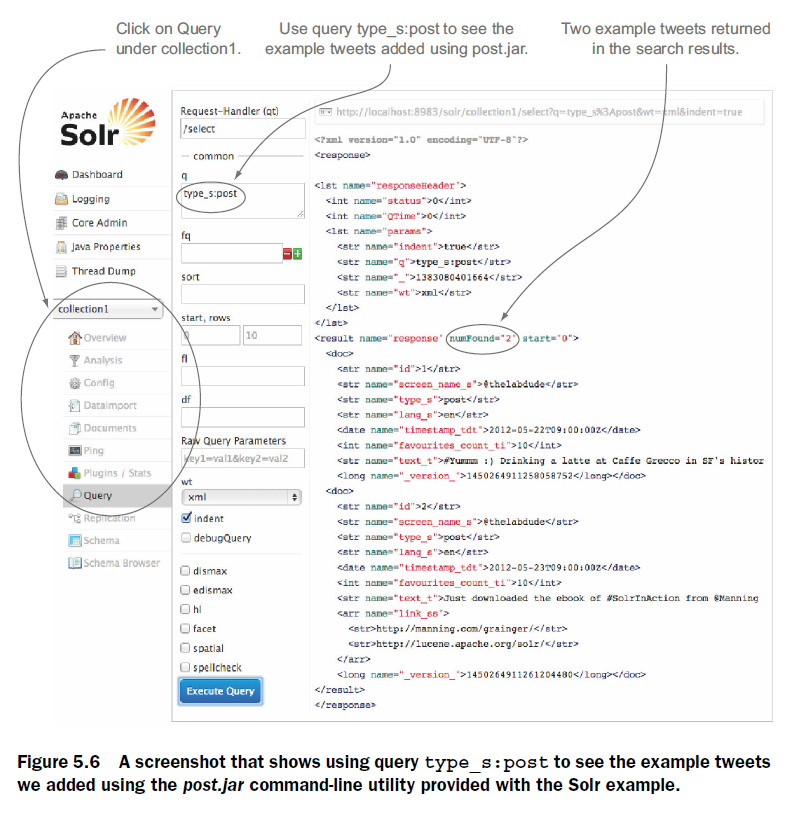 Click on Query
under collection1.
Use query type_s:post to see the
example tweets added using post.jar.
Two example tweets returned
in the search results.
Apache
Solr
Dashboard
Logging
Core Admin
Java Properties
Thread Dump
collection1
Overview
Analysis
Config
Dataimport
Documents
Ping
Plugins / Stats
Query
Replication
Schema
Schema Browser
Request-Handler (qt)
/select
common
q
type_s:post
fq
sort
start, rows
0 10
fl
df
Raw Query Parameters
key1=val1&key2=val2
wt
xml
indent
debugQuery
dismax
edismax
hl
facet
spatial
spellcheck
Execute Query
http://localhost:8983/solr/collection1/select?q=type_s%3Apost&wt=xml&indent=true
<?xml version="1.0" encoding="UTF-8"?>
<response>
<lst name="responseHeader">
<int name="status">0</int>
<int name="QTime">0</int>
<lst name="params">
<str name="indent">true</str>
<str name="q">type_s:post</str>
<str name="_">1383080401664</str>
<str name="wt">xml</str>
</lst>
</lst>
<result name="response" numFound="2" start="0">
<doc>
<str name="id">1</str>
<str name="screen_name_s">@thelabdude</str>
<str name="type_s">post</str>
<str name="lang_s">en</str>
<date name="timestamp_tdt">2012-05-22T09:00:00Z</date>
<int name="favourites_count_ti">10</int>
<str name="text_t">#Yummm :) Drinking a latte at Caffe Grecco in SF's histor
<long name="_version_">1450264911258058752</long></doc>
<doc>
<str name="id">2</str>
<str name="screen_name_s">@thelabdude</str>
<str name="type_s">post</str>
<str name="lang_s">en</str>
<date name="timestamp_tdt">2012-05-23T09:00:00Z</date>
<int name="favourites_count_ti">10</int>
<str name="text_t">Just downloaded the ebook of #SolrInAction from @Manning
<arr name="link_ss">
<str>http://manning.com/grainger/</str>
<str>http://lucene.apache.org/solr/</str>
</arr>
<long name="_version_">1450264911261204480</long></doc>
</result>
</response>
Figure 5.6 A screenshot that shows using query type_s:post to see the example tweets
we added using the post.jar command-line utility provided with the Solr example.